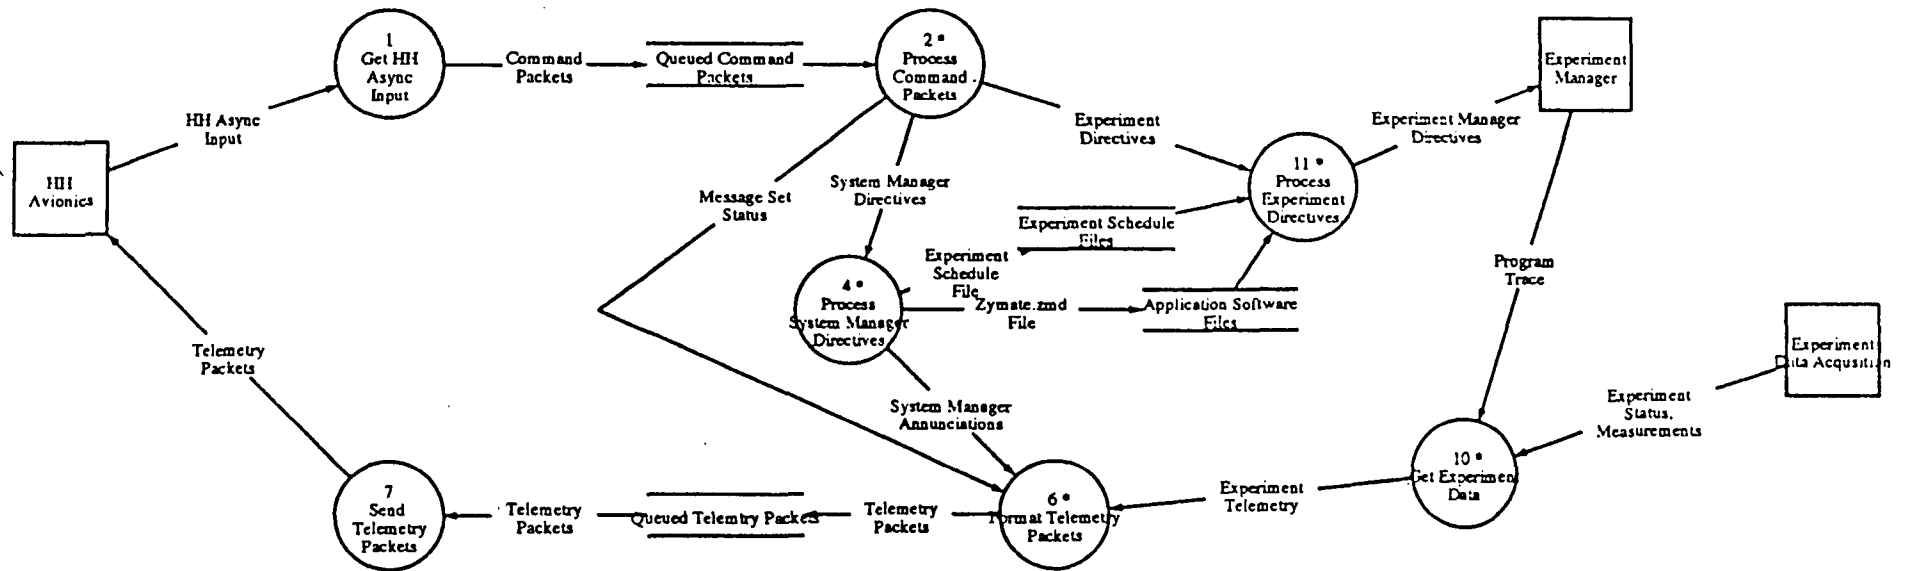 1
Get HH
Async
Input
Command
Packets
Queued Command
Packets
2 *
Process
Command
Packets
Experiment
Manager
HH Async
Input
Experiment
Directives
Experiment Manager
Directives
HH
Avionics
11 *
Process
Experiment
Directives
Message Set
Status
System Manager
Directives
Experiment Schedule
Files
Experiment
Schedule
File
Program
Trace
4 *
Process
System Manager
Directives
Zymate.zmd
File
Application Software
Files
Experiment
Data Acqusition
Telemetry
Packets
System Manager
Annunciations
Experiment
Status,
Measurements
10 *
Get Experiment
Data
7
Send
Telemetry
Packets
Telemetry
Packets
Queued Telemtry Packets
Telemetry
Packets
6 *
Format Telemetry
Packets
Experiment
Telemetry